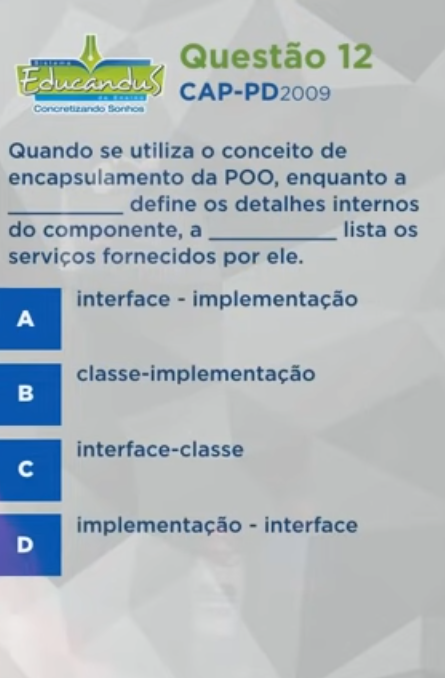 Sistema
EducanduS
de Ensino
Concretizando Sonhos
Questão 12
CAP-PD2009
Quando se utiliza o conceito de
encapsulamento da POO, enquanto a
__________ define os detalhes internos
do componente, a ___________ lista os
serviços fornecidos por ele.
A interface - implementação
B classe-implementação
C interface-classe
D implementação - interface